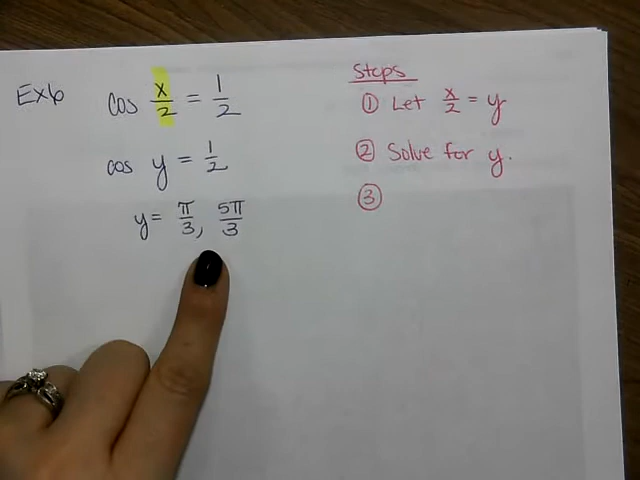 Ex6
cos x/2 = 1/2
cos y = 1/2
y = π/3, 5π/3
Steps
① Let x/2 = y
② Solve for y.
③